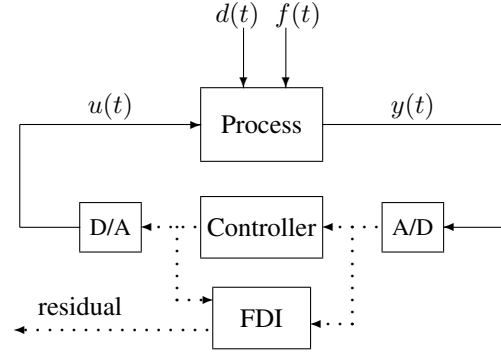 d(t) f(t)
u(t)
Process
y(t)
D/A
Controller
A/D
residual
FDI